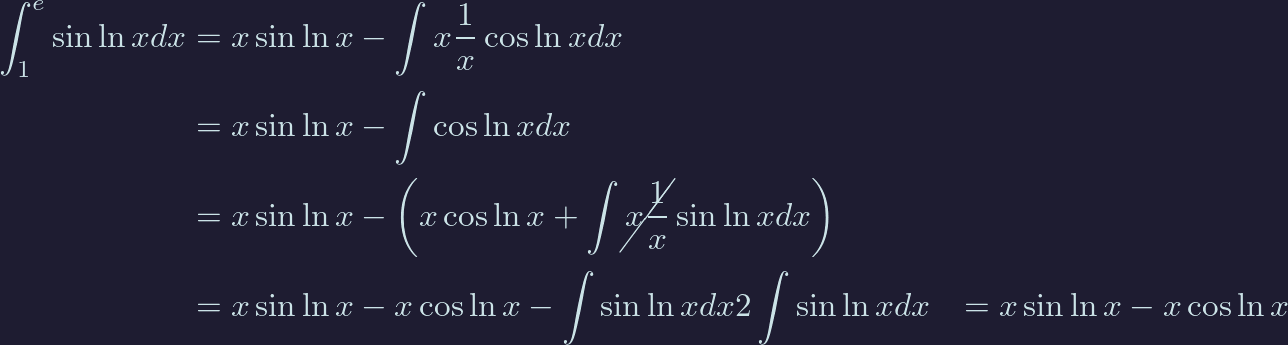 \int_1^e \sin \ln x dx = x \sin \ln x - \int x \frac{1}{x} \cos \ln x dx
= x \sin \ln x - \int \cos \ln x dx
= x \sin \ln x - \left( x \cos \ln x + \int \cancel{x \frac{1}{x}} \sin \ln x dx \right)
= x \sin \ln x - x \cos \ln x - \int \sin \ln x dx 2 \int \sin \ln x dx = x \sin \ln x - x \cos \ln x